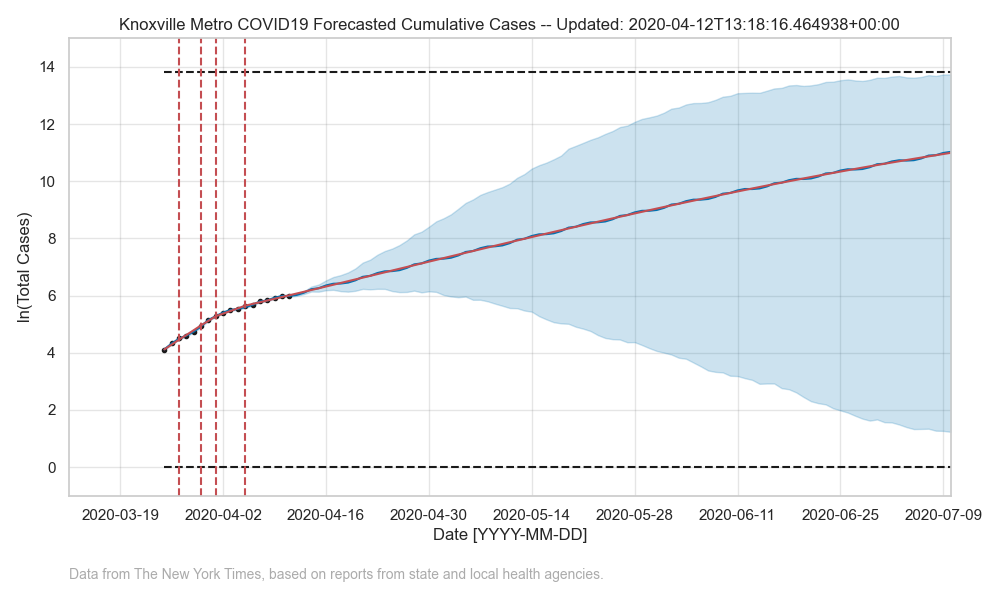 Knoxville Metro COVID19 Forecasted Cumulative Cases -- Updated: 2020-04-12T13:18:16.464938+00:00
ln(Total Cases)
14
12
10
8
6
4
2
0
2020-03-19 2020-04-02 2020-04-16 2020-04-30 2020-05-14 2020-05-28 2020-06-11 2020-06-25 2020-07-09
Date [YYYY-MM-DD]
Data from The New York Times, based on reports from state and local health agencies.